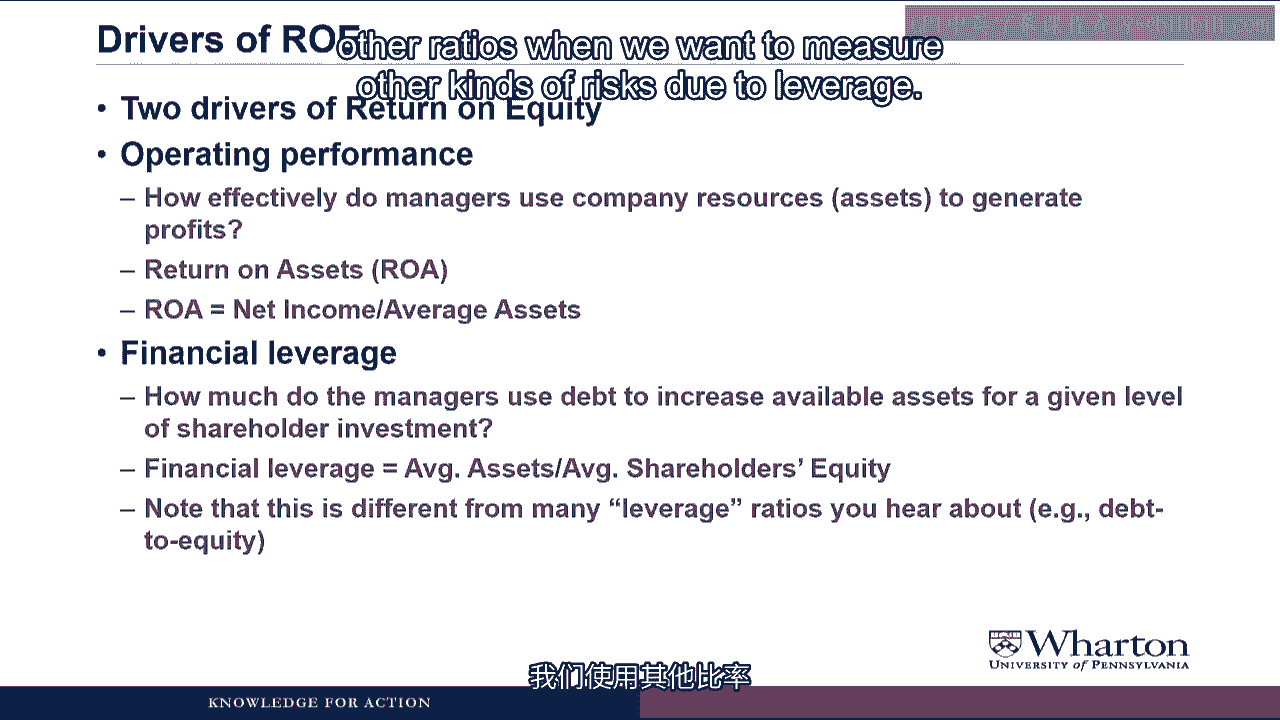 Drivers of ROE
other ratios when we want to measure
other kinds of risks due to leverage.
• Two drivers of Return on Equity
• Operating performance
– How effectively do managers use company resources (assets) to generate
profits?
– Return on Assets (ROA)
– ROA = Net Income/Average Assets
• Financial leverage
– How much do the managers use debt to increase available assets for a given level
of shareholder investment?
– Financial leverage = Avg. Assets/Avg. Shareholders’ Equity
– Note that this is different from many “leverage” ratios you hear about (e.g., debt-
to-equity)
Wharton
UNIVERSITY of PENNSYLVANIA
我们使用其他比率
KNOWLEDGE FOR ACTION